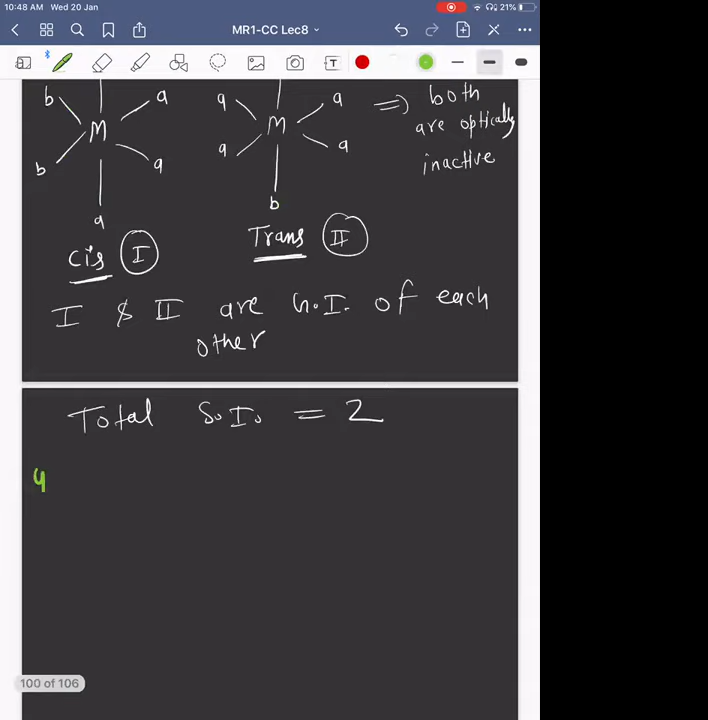 10:48 AM Wed 20 Jan
21%
MR1-CC Lec8
T
b a a a => both
M M are optically
b a a a inactive
a b
Cis I Trans II
I & II are G.I. of each
other
Total S.I. = 2
4
100 of 106